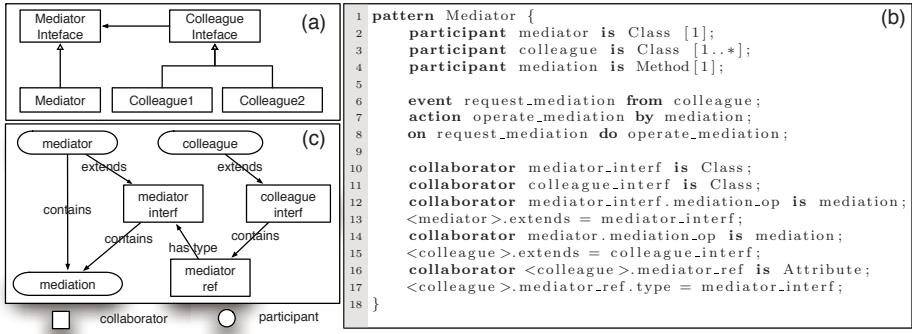 (a)
Mediator
Inteface
Colleague
Inteface
Mediator
Colleague1
Colleague2
(c)
mediator
colleague
extends
extends
mediator
interf
colleague
interf
contains
contains
has type
contains
mediation
mediator
ref
collaborator
participant
(b)
1 pattern Mediator {
2 participant mediator is Class [1];
3 participant colleague is Class [1..*];
4 participant mediation is Method[1];
5
6 event request_mediation from colleague;
7 action operate_mediation by mediation;
8 on request_mediation do operate_mediation;
9
10 collaborator mediator_interf is Class;
11 collaborator colleague_interf is Class;
12 collaborator mediator_interf.mediation_op is mediation;
13 <mediator>.extends = mediator_interf;
14 collaborator mediator.mediation_op is mediation;
15 <colleague>.extends = colleague_interf;
16 collaborator <colleague>.mediator_ref is Attribute;
17 <colleague>.mediator_ref.type = mediator_interf;
18 }